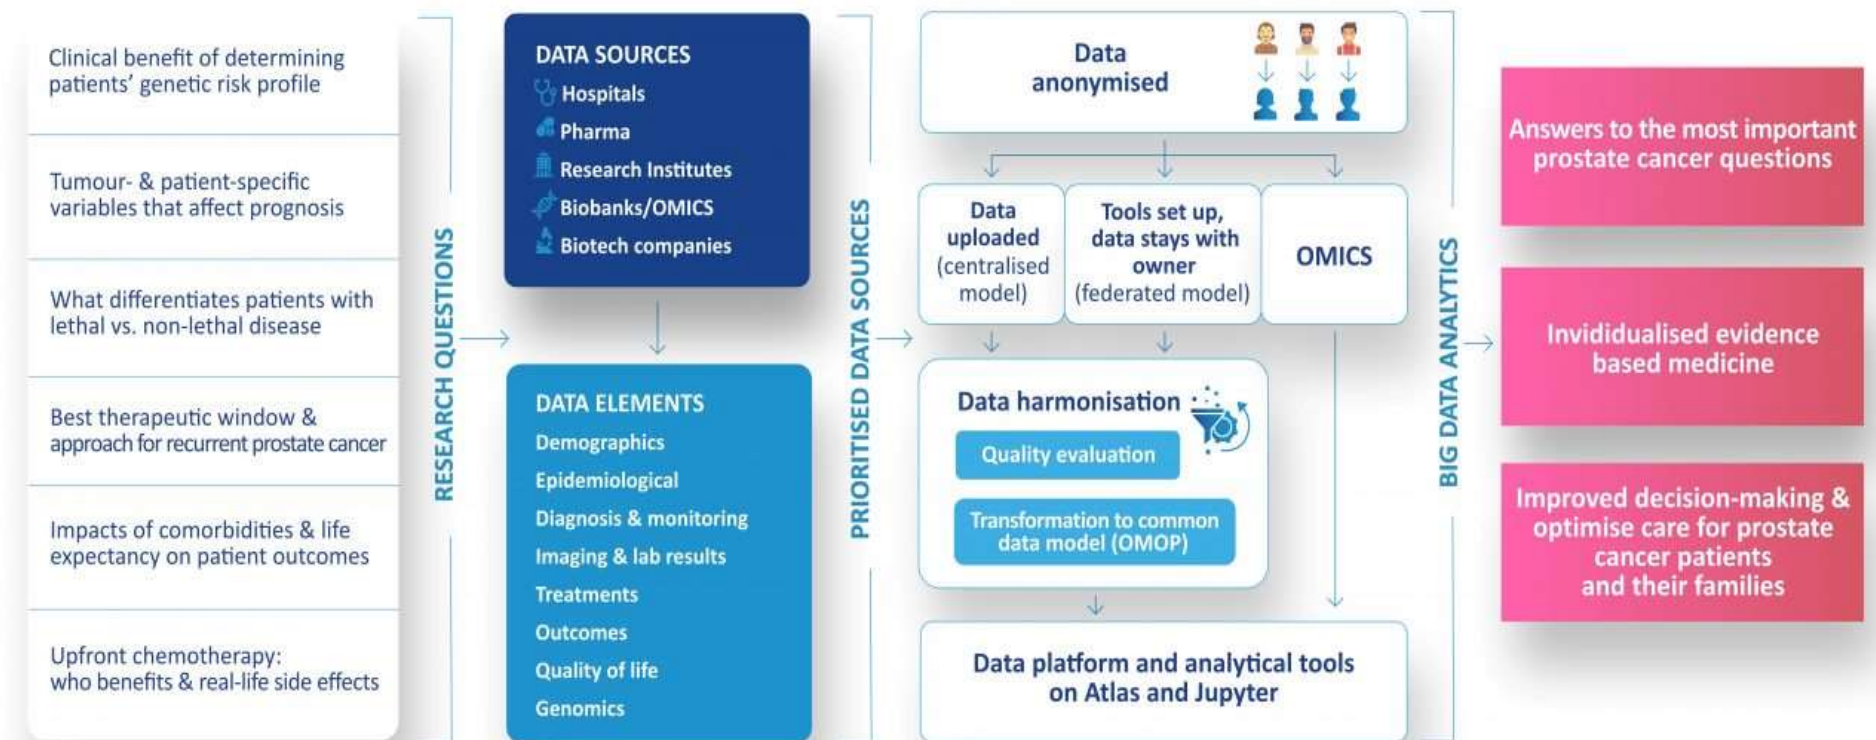 Clinical benefit of determining
patients’ genetic risk profile
Tumour- & patient-specific
variables that affect prognosis
What differentiates patients with
lethal vs. non-lethal disease
Best therapeutic window &
approach for recurrent prostate cancer
Impacts of comorbidities & life
expectancy on patient outcomes
Upfront chemotherapy:
who benefits & real-life side effects
RESEARCH QUESTIONS
DATA SOURCES
Hospitals
Pharma
Research Institutes
Biobanks/OMICS
Biotech companies
DATA ELEMENTS
Demographics
Epidemiological
Diagnosis & monitoring
Imaging & lab results
Treatments
Outcomes
Quality of life
Genomics
PRIORITISED DATA SOURCES
Data
anonymised
Data
uploaded
(centralised
model)
Tools set up,
data stays with
owner
(federated model)
OMICS
Data harmonisation
Quality evaluation
Transformation to common
data model (OMOP)
Data platform and analytical tools
on Atlas and Jupyter
BIG DATA ANALYTICS
Answers to the most important
prostate cancer questions
Invididualised evidence
based medicine
Improved decision-making &
optimise care for prostate
cancer patients
and their families